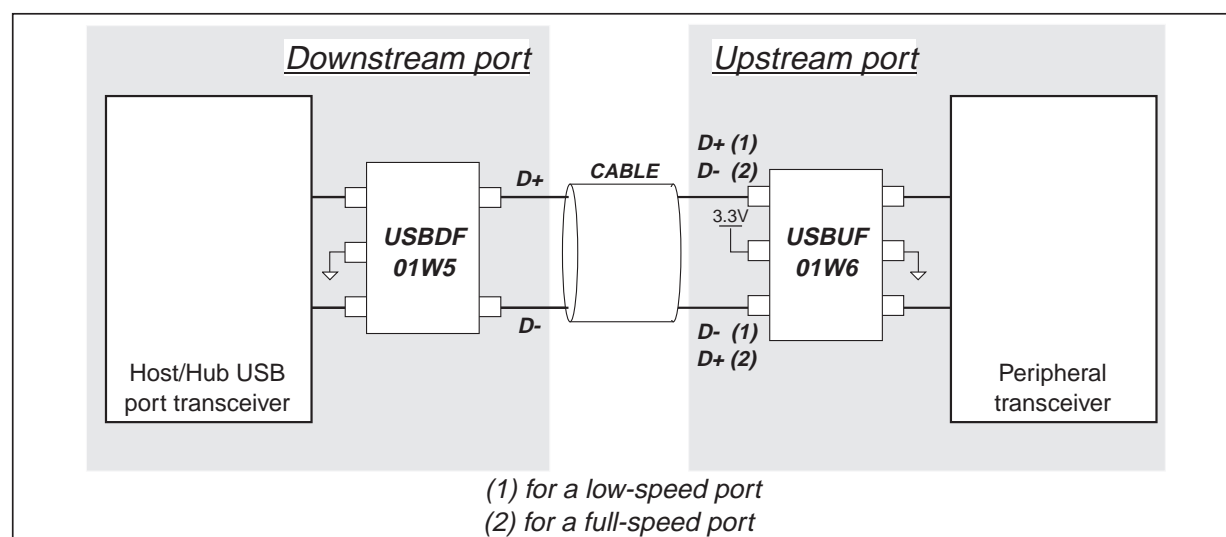 Downstream port
Upstream port
D+ (1)
D- (2)
D+
CABLE
3.3V
USBDF
01W5
USBUF
01W6
D-
D- (1)
D+ (2)
Host/Hub USB
port transceiver
Peripheral
transceiver
(1) for a low-speed port
(2) for a full-speed port